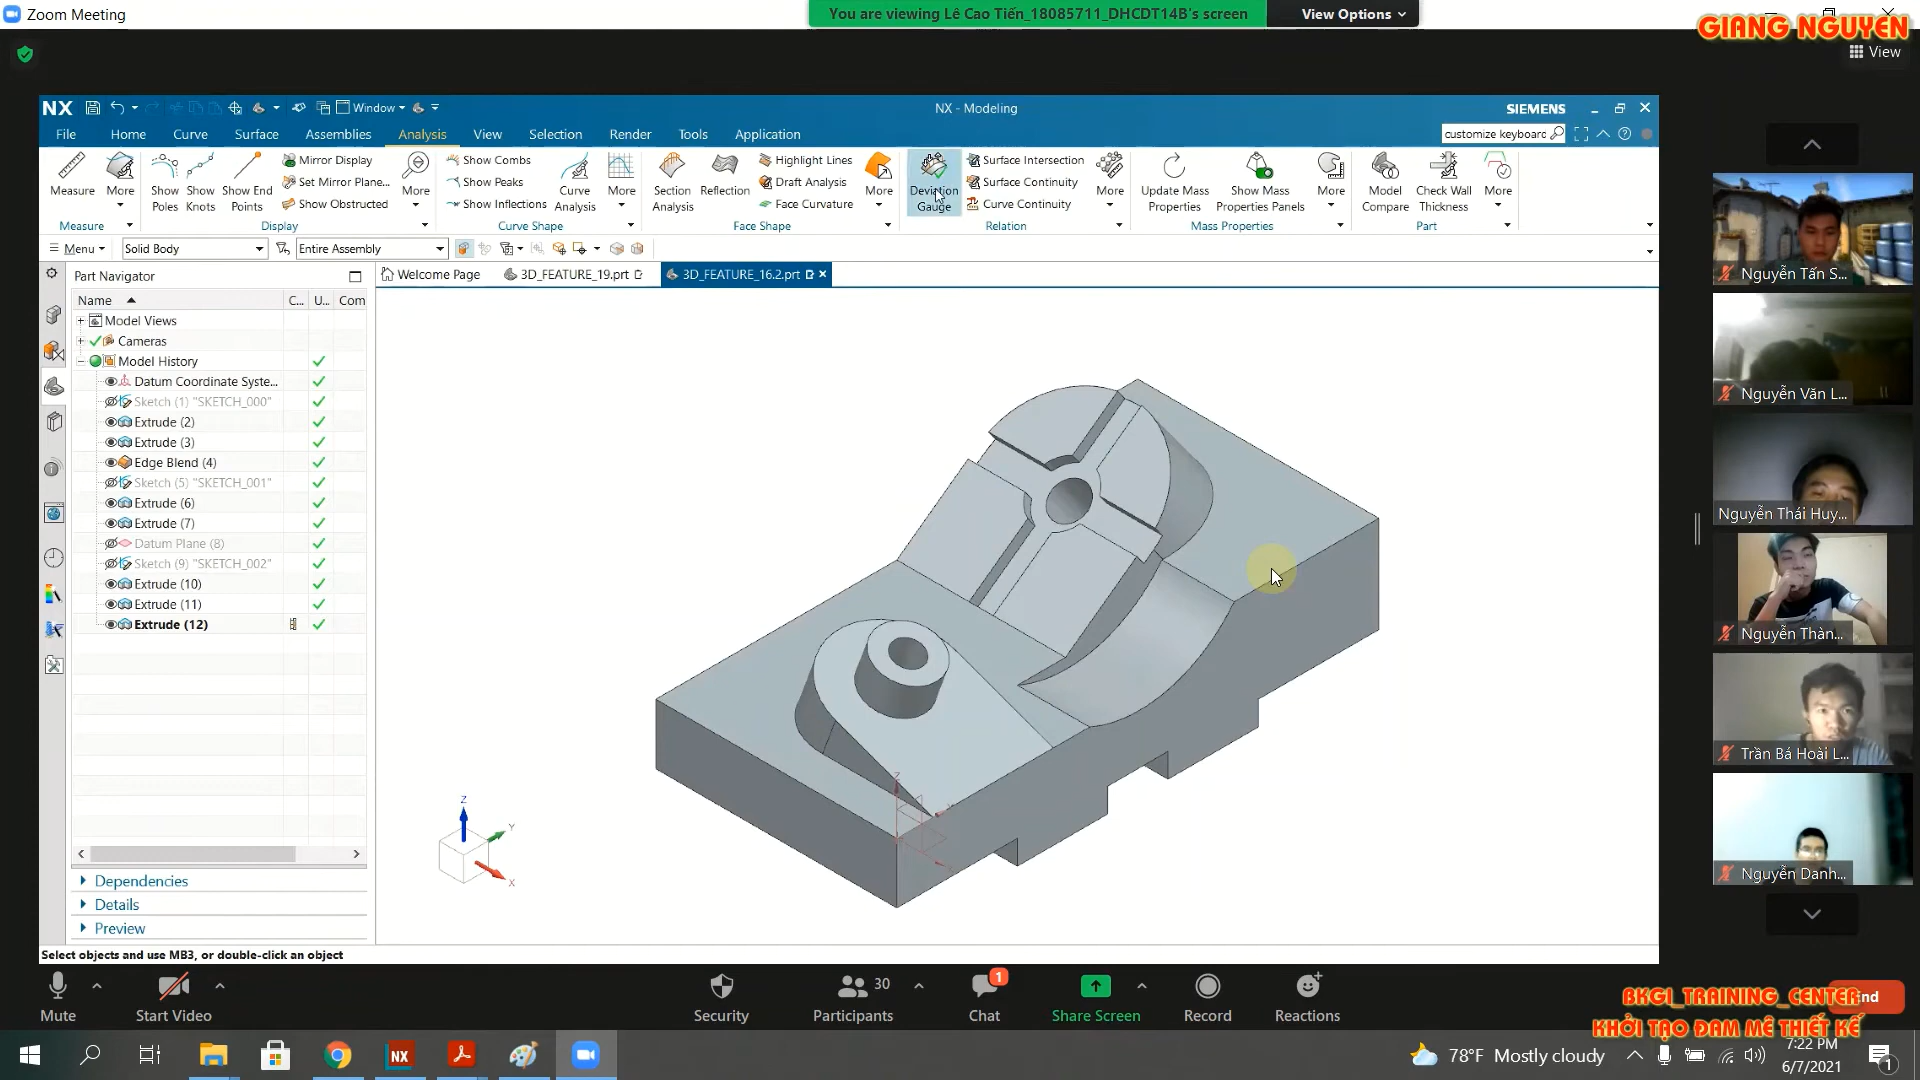 Zoom Meeting
You are viewing Lê Cao Tiến_18085711_DHCDT14B's screen
View Options
GIANG NGUYEN
View
NX
Window
NX - Modeling
SIEMENS
File Home Curve Surface Assemblies Analysis View Selection Render Tools Application
customize keyboard
Measure
More
Show Poles
Show Knots
Show End Points
Mirror Display
Set Mirror Plane...
Show Obstructed
More
Show Combs
Show Peaks
Show Inflections
Curve Analysis
More
Section Analysis
Reflection
Highlight Lines
Draft Analysis
Face Curvature
More
Deviation Gauge
Surface Intersection
Surface Continuity
Curve Continuity
More
Update Mass Properties
Show Mass Properties Panels
More
Model Compare
Check Wall Thickness
More
Measure
Display
Curve Shape
Face Shape
Relation
Mass Properties
Part
Menu
Solid Body
Entire Assembly
Part Navigator
Welcome Page
3D_FEATURE_19.prt
3D_FEATURE_16.2.prt
Name C... U... Com
Model Views
Cameras
Model History
Datum Coordinate Syste...
Sketch (1) "SKETCH_000"
Extrude (2)
Extrude (3)
Edge Blend (4)
Sketch (5) "SKETCH_001"
Extrude (6)
Extrude (7)
Datum Plane (8)
Sketch (9) "SKETCH_002"
Extrude (10)
Extrude (11)
Extrude (12)
Dependencies
Details
Preview
Z
Y
X
Z
Select objects and use MB3, or double-click an object
Nguyễn Tấn S...
Nguyễn Văn L...
Nguyễn Thái Huy...
Nguyễn Thàn...
Trần Bá Hoài L...
Nguyễn Danh...
Mute
Start Video
Security
30
Participants
1
Chat
Share Screen
Record
Reactions
End
BKGI_TRAINING_CENTER
KHỞI TẠO ĐAM MÊ THIẾT KẾ
NX
78°F Mostly cloudy
7:22 PM
6/7/2021
1